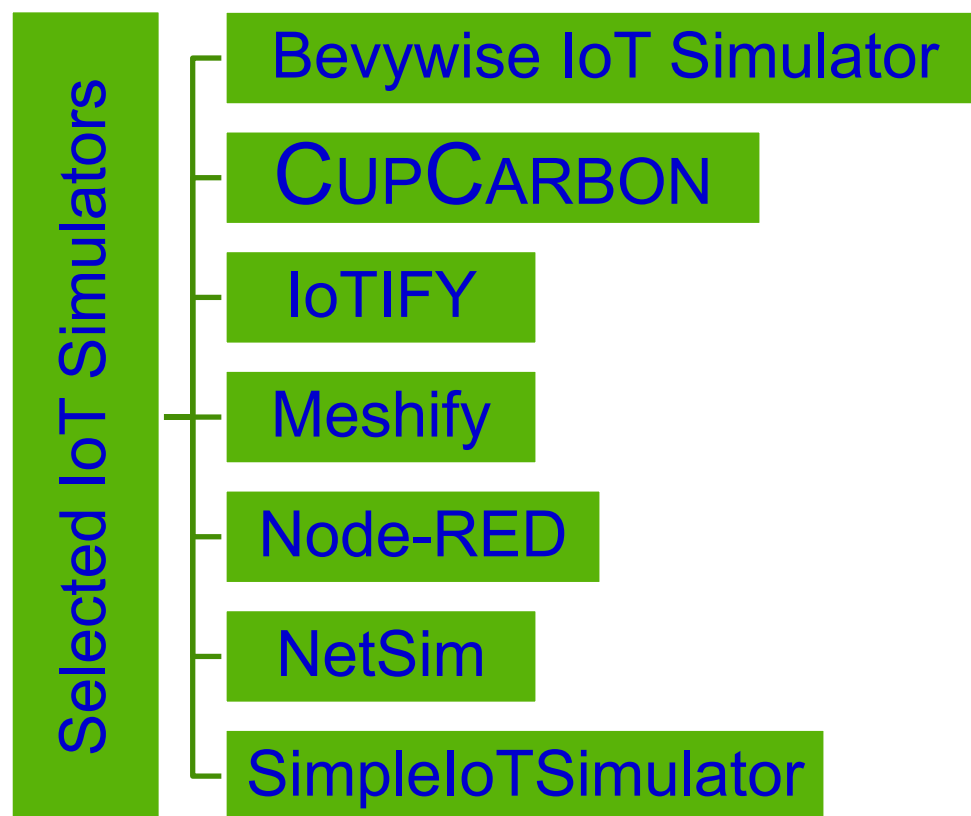 Selected IoT Simulators
Bevywise IoT Simulator
CUPCARBON
IoTIFY
Meshify
Node-RED
NetSim
SimpleIoTSimulator